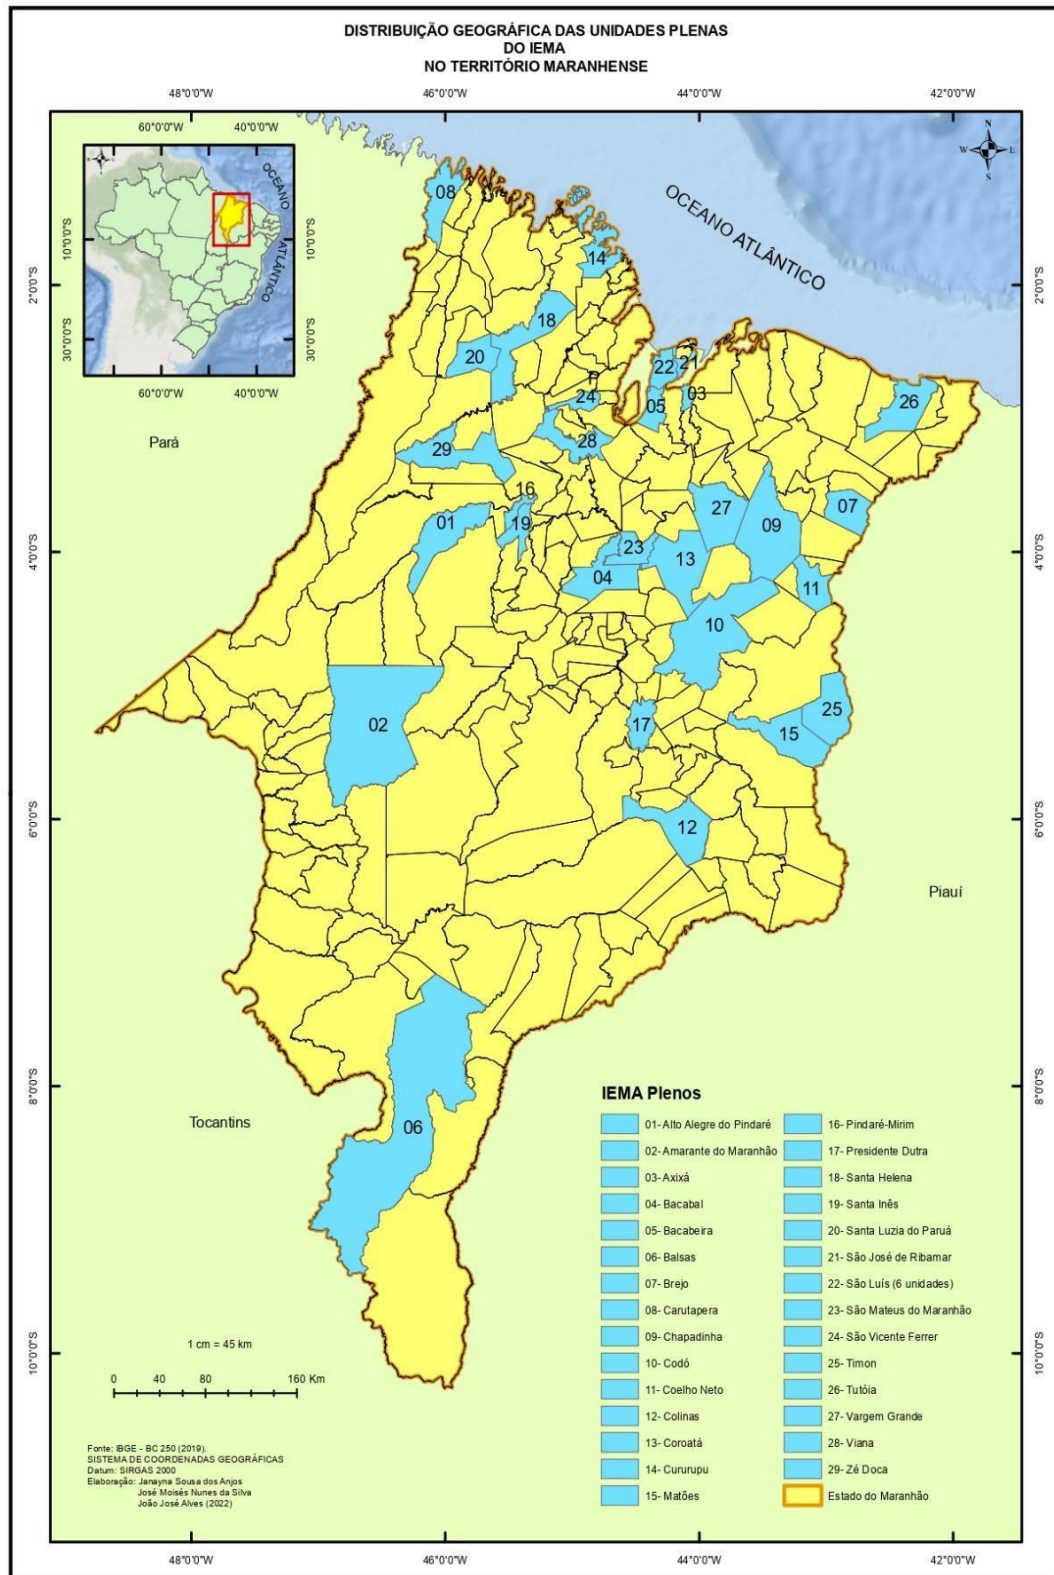 DISTRIBUIÇÃO GEOGRÁFICA DAS UNIDADES PLENAS
DO IEMA
NO TERRITÓRIO MARANHENSE
48°0'0"W 46°0'0"W 44°0'0"W 42°0'0"W
60°0'0"W 40°0'0"W
OCEANO
ATLÂNTICO
10°0'0"S
30°0'0"S
10°0'0"S
30°0'0"S
60°0'0"W 40°0'0"W
N
W E
S
OCEANO ATLÂNTICO
2°0'0"S
4°0'0"S
6°0'0"S
8°0'0"S
10°0'0"S
2°0'0"S
4°0'0"S
6°0'0"S
8°0'0"S
10°0'0"S
08
14
18
20
22
21
P
24
05
03
26
28
29
16
01
19
27
09
07
23
13
04
11
10
02
17
25
15
12
06
Pará
Piauí
Tocantins
IEMA Plenos
01- Alto Alegre do Pindaré
02- Amarante do Maranhão
03- Axixá
04- Bacabal
05- Bacabeira
06- Balsas
07- Brejo
08- Carutapera
09- Chapadinha
10- Codó
11- Coelho Neto
12- Colinas
13- Coroatá
14- Cururupu
15- Matões
16- Pindaré-Mirim
17- Presidente Dutra
18- Santa Helena
19- Santa Inês
20- Santa Luzia do Paruá
21- São José de Ribamar
22- São Luís (6 unidades)
23- São Mateus do Maranhão
24- São Vicente Ferrer
25- Timon
26- Tutóia
27- Vargem Grande
28- Viana
29- Zé Doca
Estado do Maranhão
1 cm = 45 km
0 40 80 160 Km
Fonte: IBGE - BC 250 (2019).
SISTEMA DE COORDENADAS GEOGRÁFICAS
Datum: SIRGAS 2000
Elaboração: Janayna Sousa dos Anjos
José Moisés Nunes da Silva
João José Alves (2022)
48°0'0"W 46°0'0"W 44°0'0"W 42°0'0"W